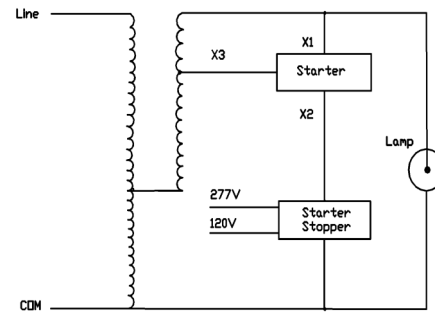 Line
X1
X3
Starter
X2
Lamp
277V
120V
Starter
Stopper
COM